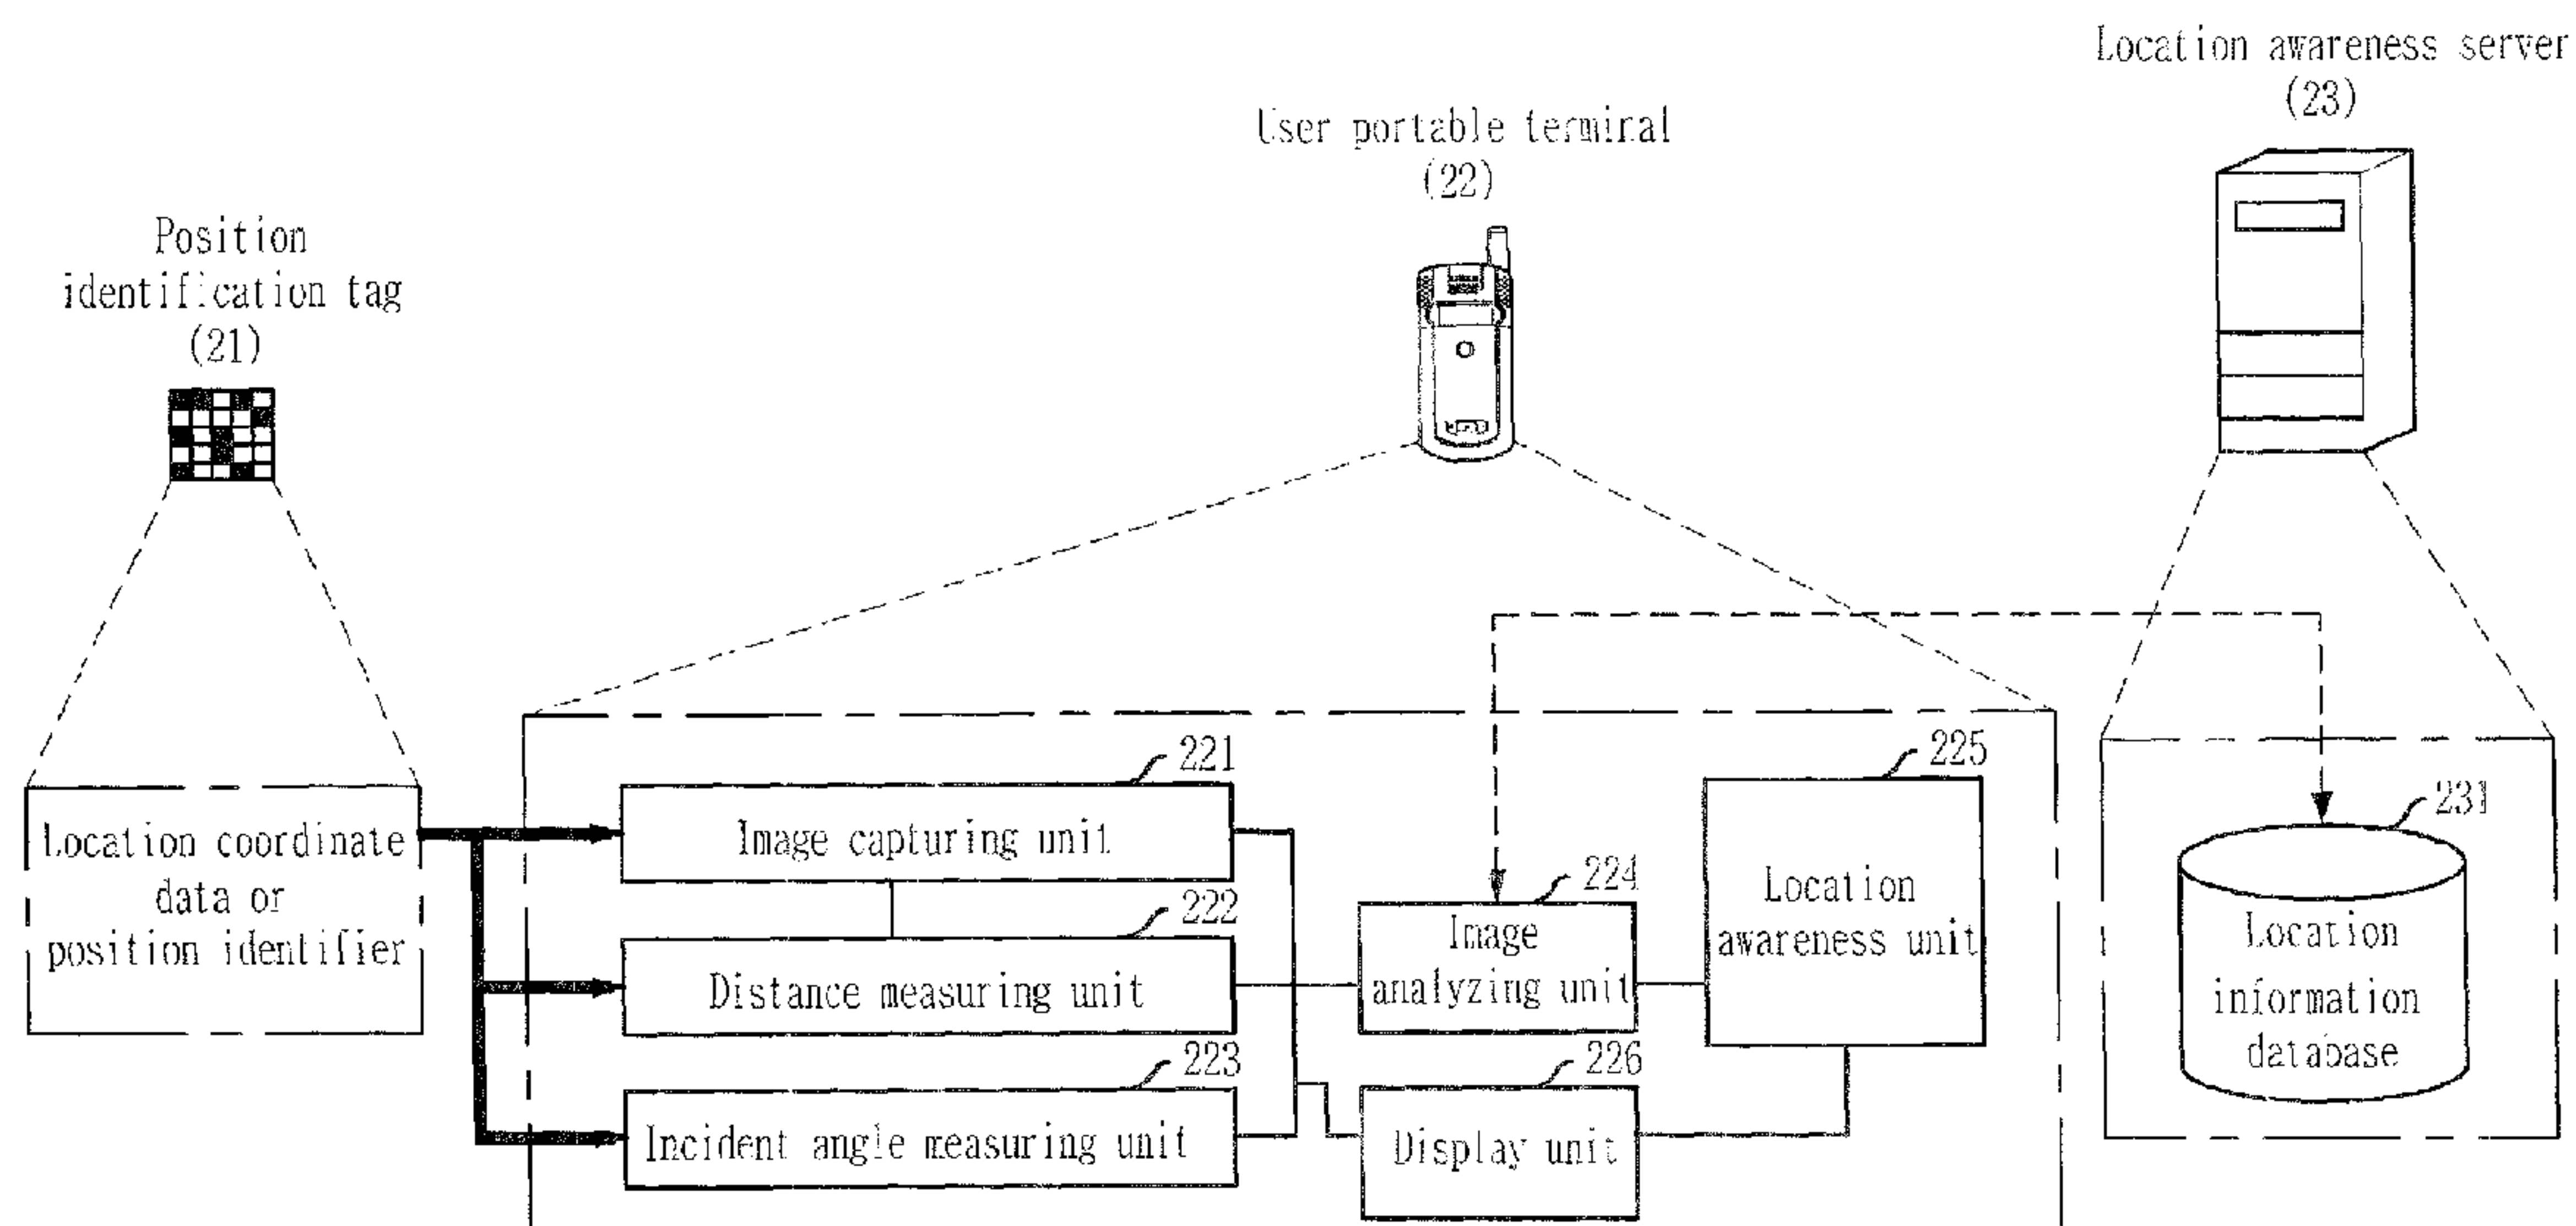 Location awareness server
(23)
User portable terminal
(22)
Position
identification tag
(21)
Location coordinate
data or
position identifier
221
Image capturing unit
222
Distance measuring unit
223
Incident angle measuring unit
224
Image
analyzing unit
225
Location
awareness unit
226
Display unit
231
Location
information
database